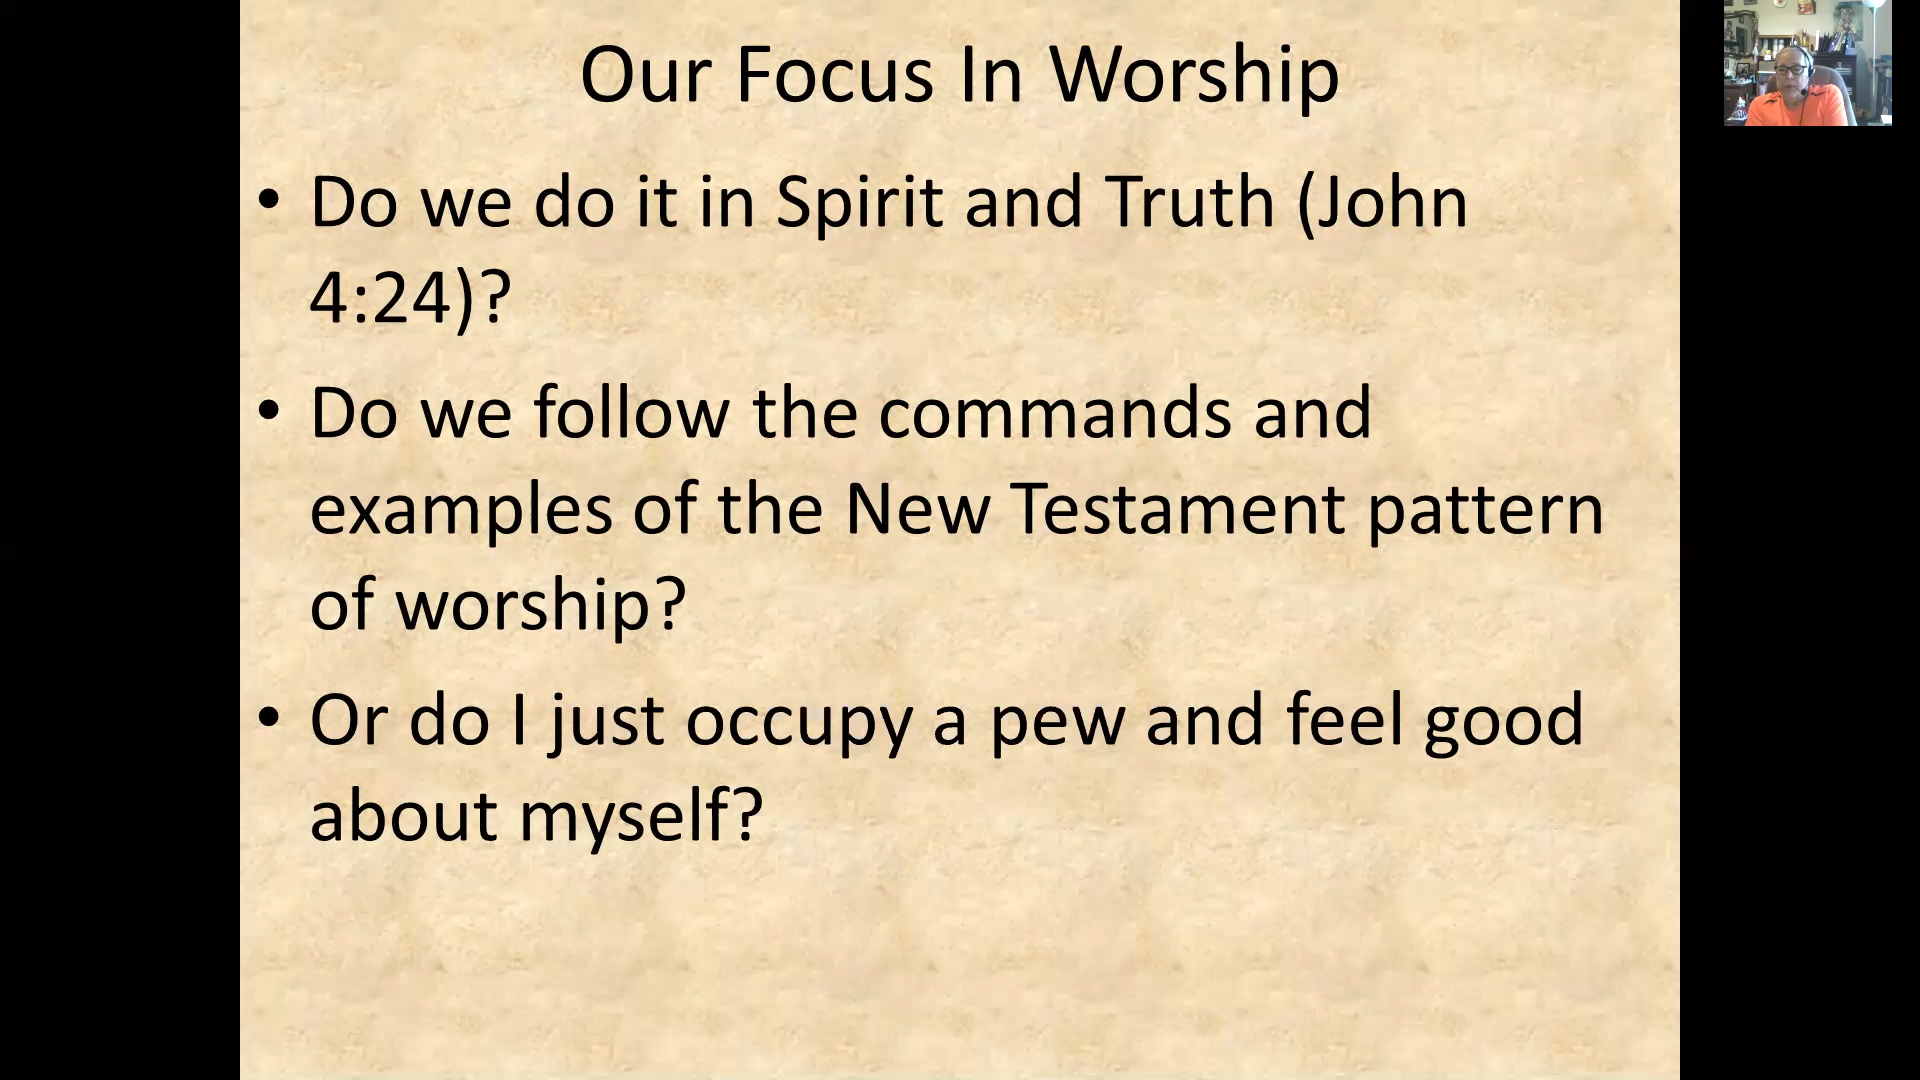 Our Focus In Worship
• Do we do it in Spirit and Truth (John
4:24)?
• Do we follow the commands and
examples of the New Testament pattern
of worship?
• Or do I just occupy a pew and feel good
about myself?